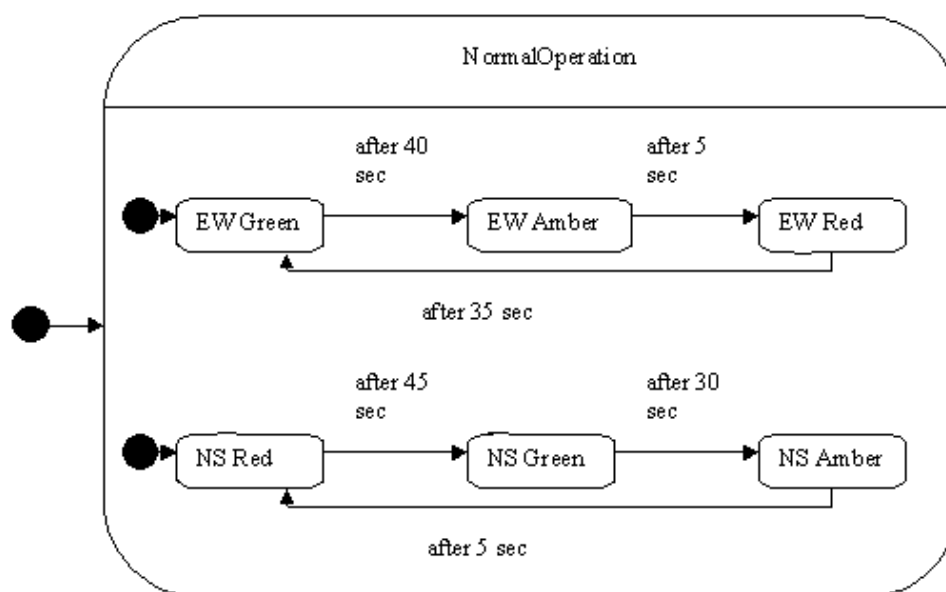 NormalOperation
after 40
sec
after 5
sec
EW Green
EW Amber
EW Red
after 35 sec
after 45
sec
after 30
sec
NS Red
NS Green
NS Amber
after 5 sec